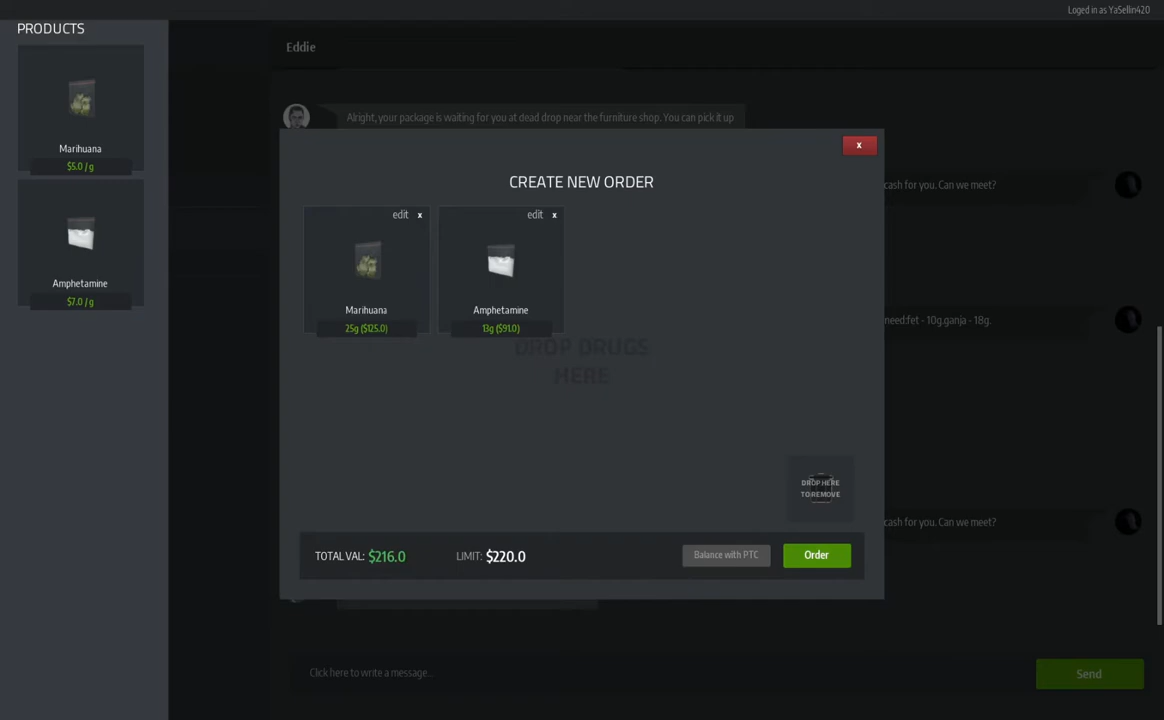 Loged in as YaSellin420
PRODUCTS
Marihuana
$5.0 / g
Amphetamine
$7.0 / g
Eddie
Alright, your package is waiting for you at dead drop near the furniture shop. You can pick it up
cash for you. Can we meet?
need:fet - 10g,ganja - 18g.
cash for you. Can we meet?
x
CREATE NEW ORDER
edit x
Marihuana
25g ($125.0)
edit x
Amphetamine
13g ($91.0)
DROP DRUGS
HERE
DROP HERE
TO REMOVE
TOTAL VAL: $216.0
LIMIT: $220.0
Balance with PTC
Order
Click here to write a message...
Send